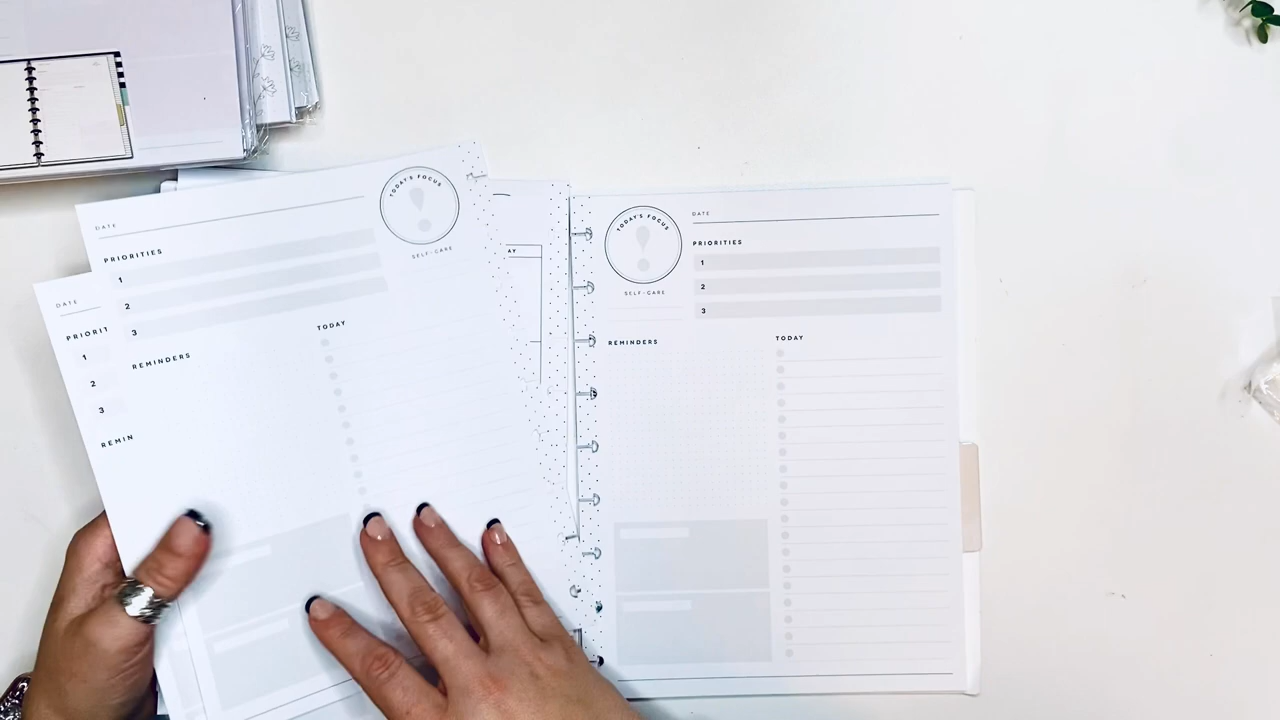 TODAY'S FOCUS
DATE
PRIORITIES
1
2
3
SELF-CARE
TODAY
REMINDERS
DATE
PRIORIT
1
2
3
REMIN
AY
TODAY'S FOCUS
SELF-CARE
DATE
PRIORITIES
1
2
3
REMINDERS
TODAY